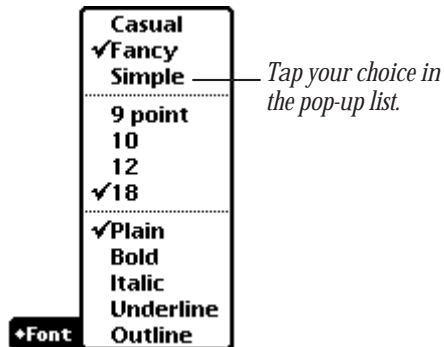 Casual
✓Fancy
Simple
9 point
10
12
✓18
✓Plain
Bold
Italic
Underline
Outline
◆Font
Tap your choice in
the pop-up list.